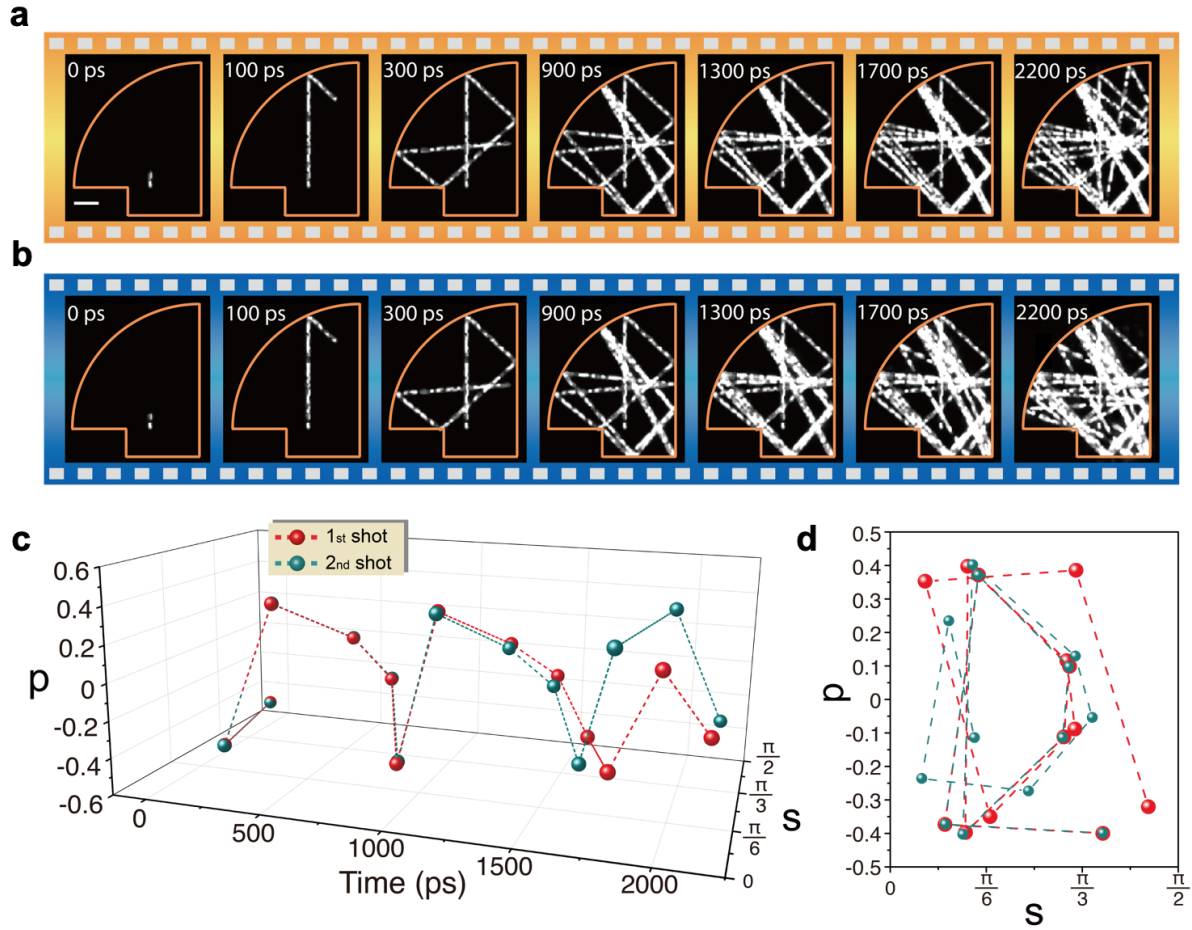 a
0 ps 100 ps 300 ps 900 ps 1300 ps 1700 ps 2200 ps
b
0 ps 100 ps 300 ps 900 ps 1300 ps 1700 ps 2200 ps
c
1st shot
2nd shot
p
0.6
0.4
0.2
0
-0.2
-0.4
-0.6
0 500 1000 1500 2000
Time (ps)
π/2
π/3
π/6
0
s
d
p
0.5
0.4
0.3
0.2
0.1
0
-0.1
-0.2
-0.3
-0.4
-0.5
0 π/6 π/3 π/2
s